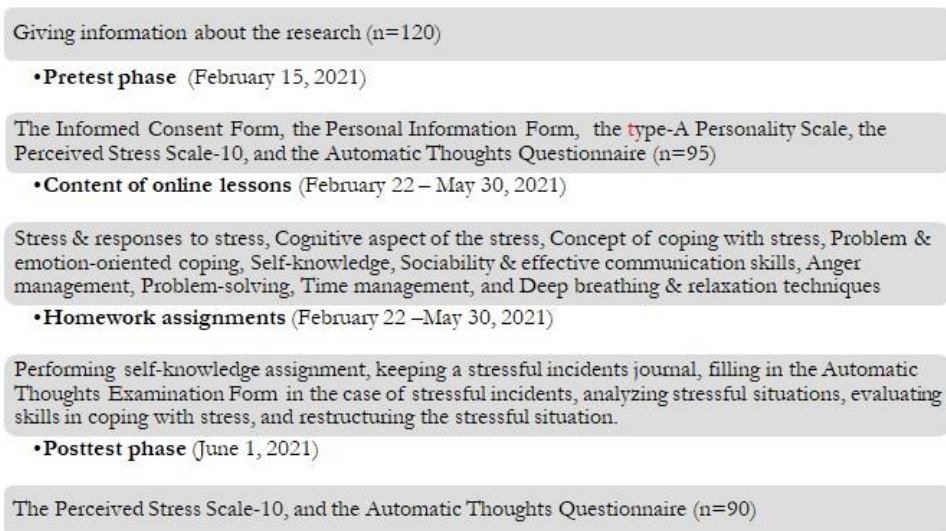 Giving information about the research (n=120)
•Pretest phase (February 15, 2021)
The Informed Consent Form, the Personal Information Form, the type-A Personality Scale, the
Perceived Stress Scale-10, and the Automatic Thoughts Questionnaire (n=95)
•Content of online lessons (February 22 – May 30, 2021)
Stress & responses to stress, Cognitive aspect of the stress, Concept of coping with stress, Problem &
emotion-oriented coping, Self-knowledge, Sociability & effective communication skills, Anger
management, Problem-solving, Time management, and Deep breathing & relaxation techniques
•Homework assignments (February 22 –May 30, 2021)
Performing self-knowledge assignment, keeping a stressful incidents journal, filling in the Automatic
Thoughts Examination Form in the case of stressful incidents, analyzing stressful situations, evaluating
skills in coping with stress, and restructuring the stressful situation.
•Posttest phase (June 1, 2021)
The Perceived Stress Scale-10, and the Automatic Thoughts Questionnaire (n=90)